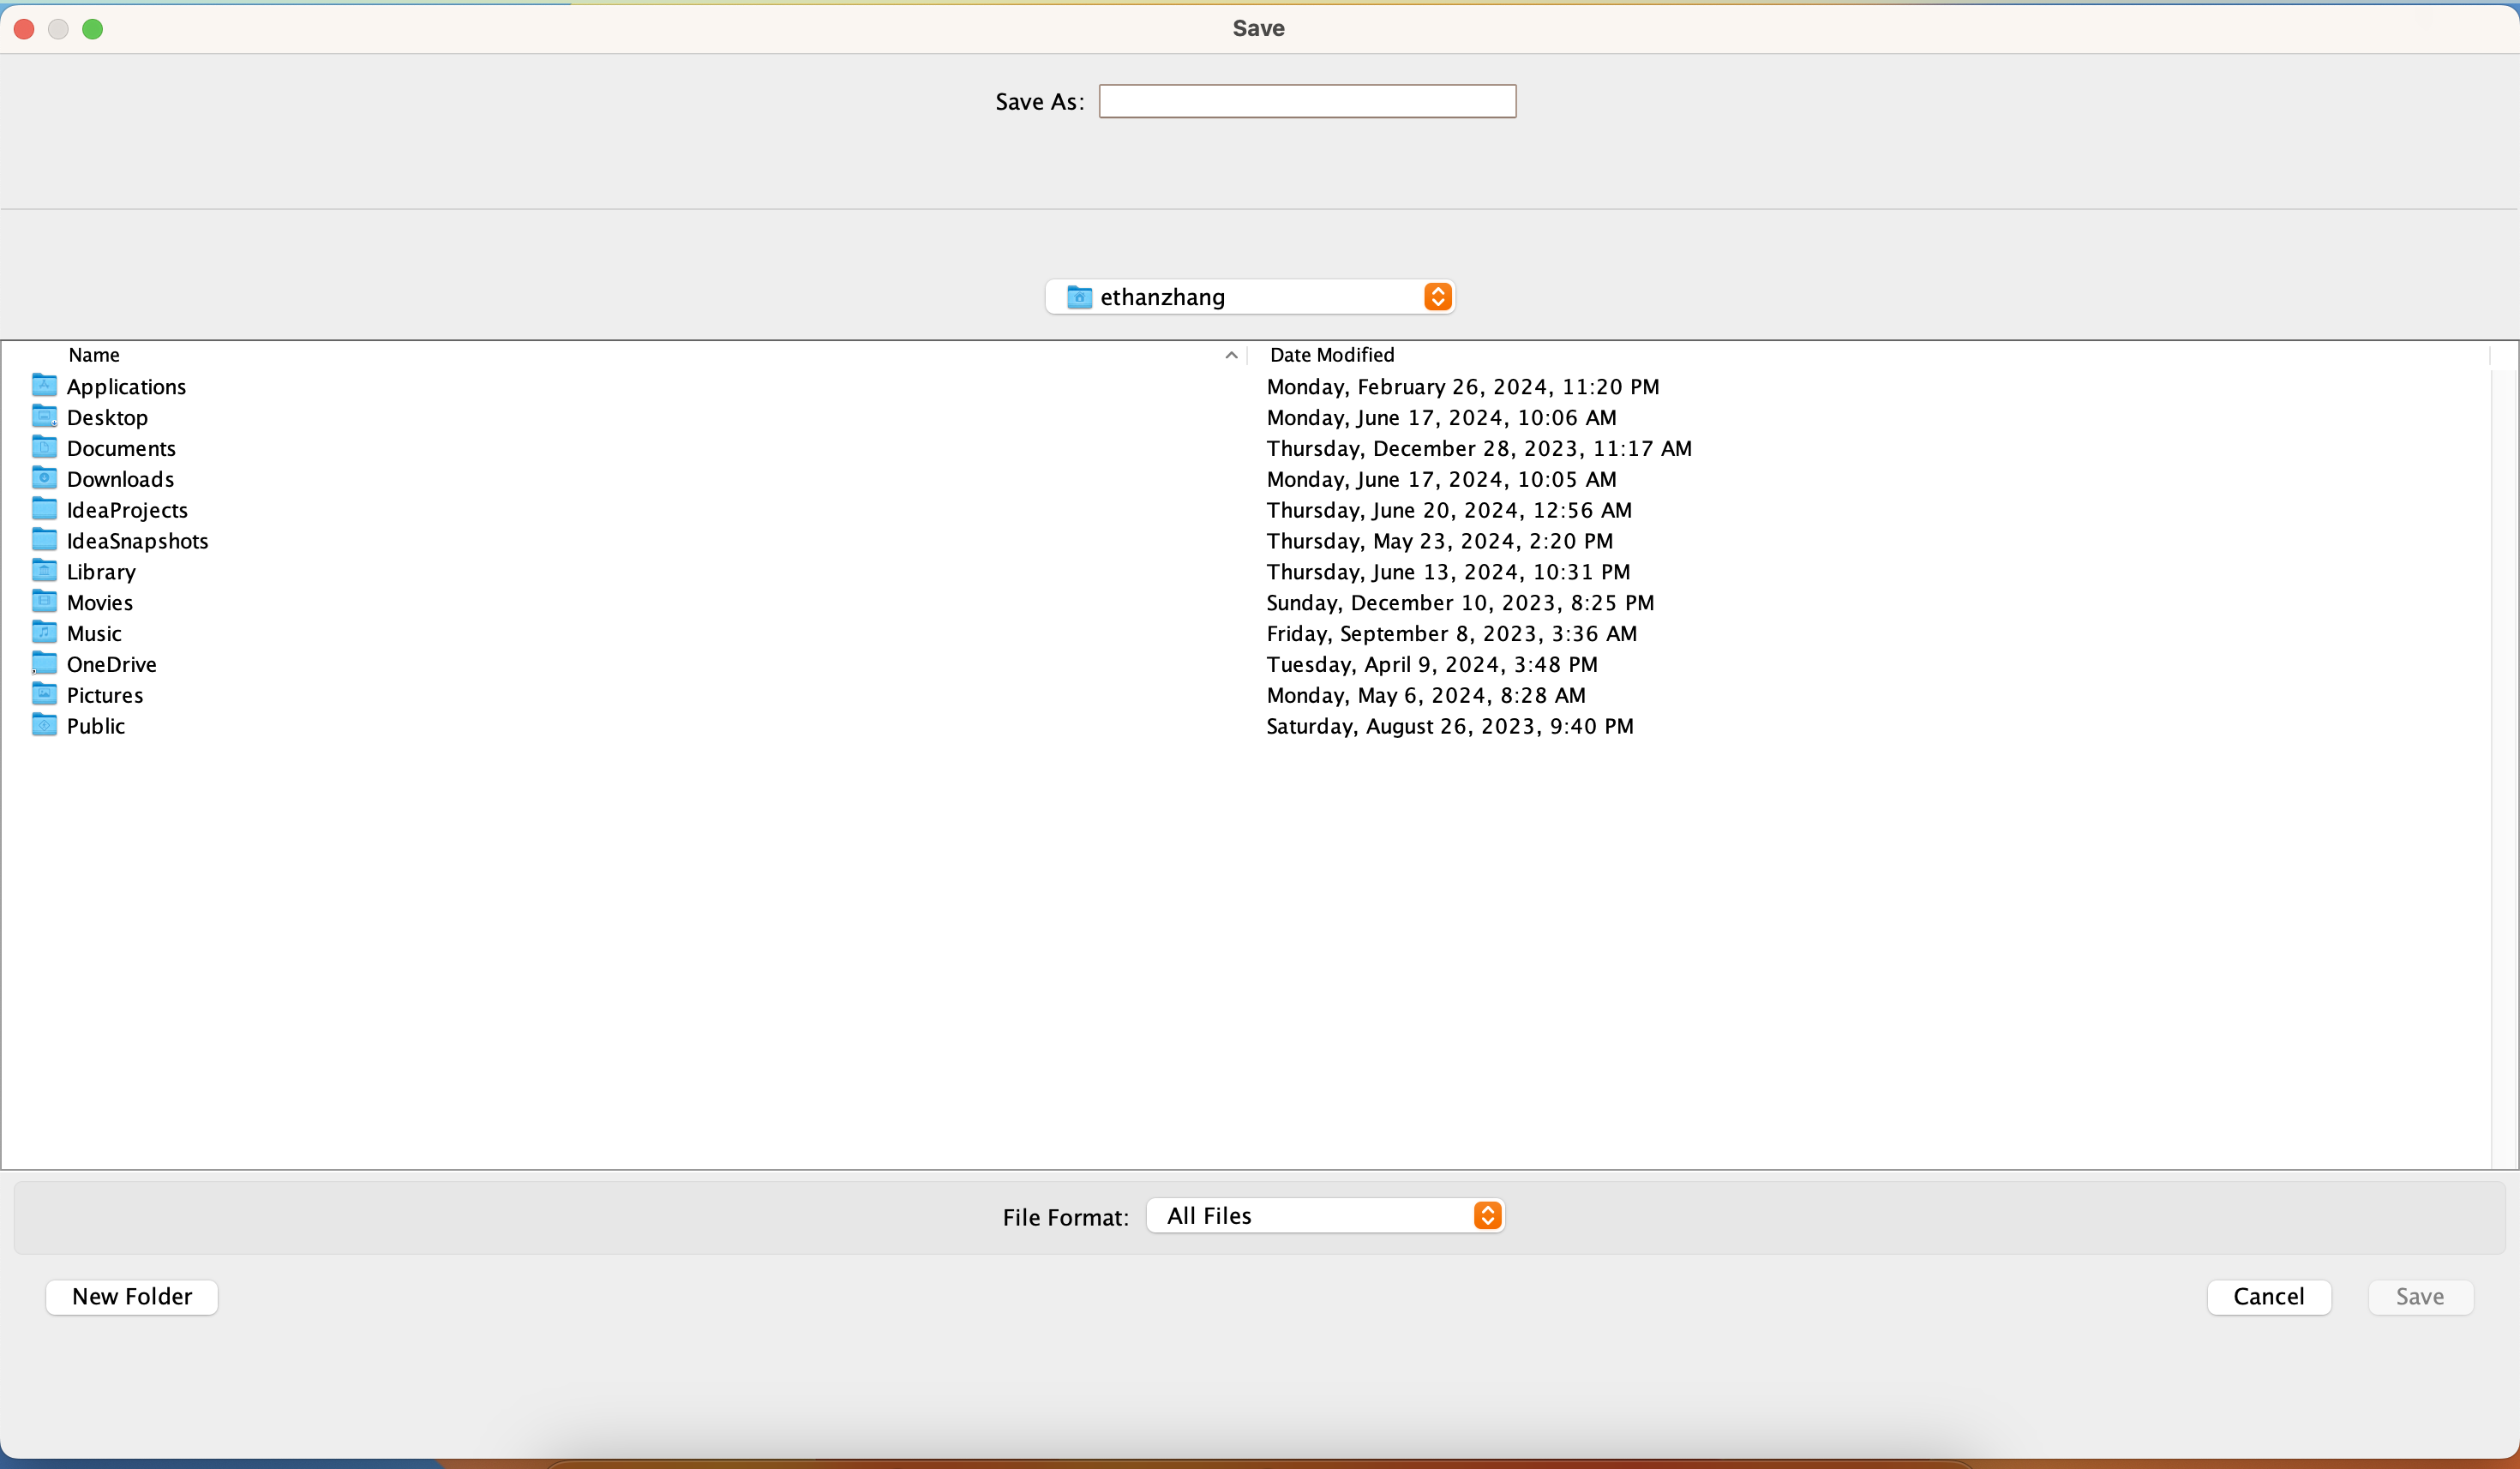 Save
Save As:
ethanzhang
Name Date Modified
Applications Monday, February 26, 2024, 11:20 PM
Desktop Monday, June 17, 2024, 10:06 AM
Documents Thursday, December 28, 2023, 11:17 AM
Downloads Monday, June 17, 2024, 10:05 AM
IdeaProjects Thursday, June 20, 2024, 12:56 AM
IdeaSnapshots Thursday, May 23, 2024, 2:20 PM
Library Thursday, June 13, 2024, 10:31 PM
Movies Sunday, December 10, 2023, 8:25 PM
Music Friday, September 8, 2023, 3:36 AM
OneDrive Tuesday, April 9, 2024, 3:48 PM
Pictures Monday, May 6, 2024, 8:28 AM
Public Saturday, August 26, 2023, 9:40 PM
File Format: All Files
New Folder Cancel Save